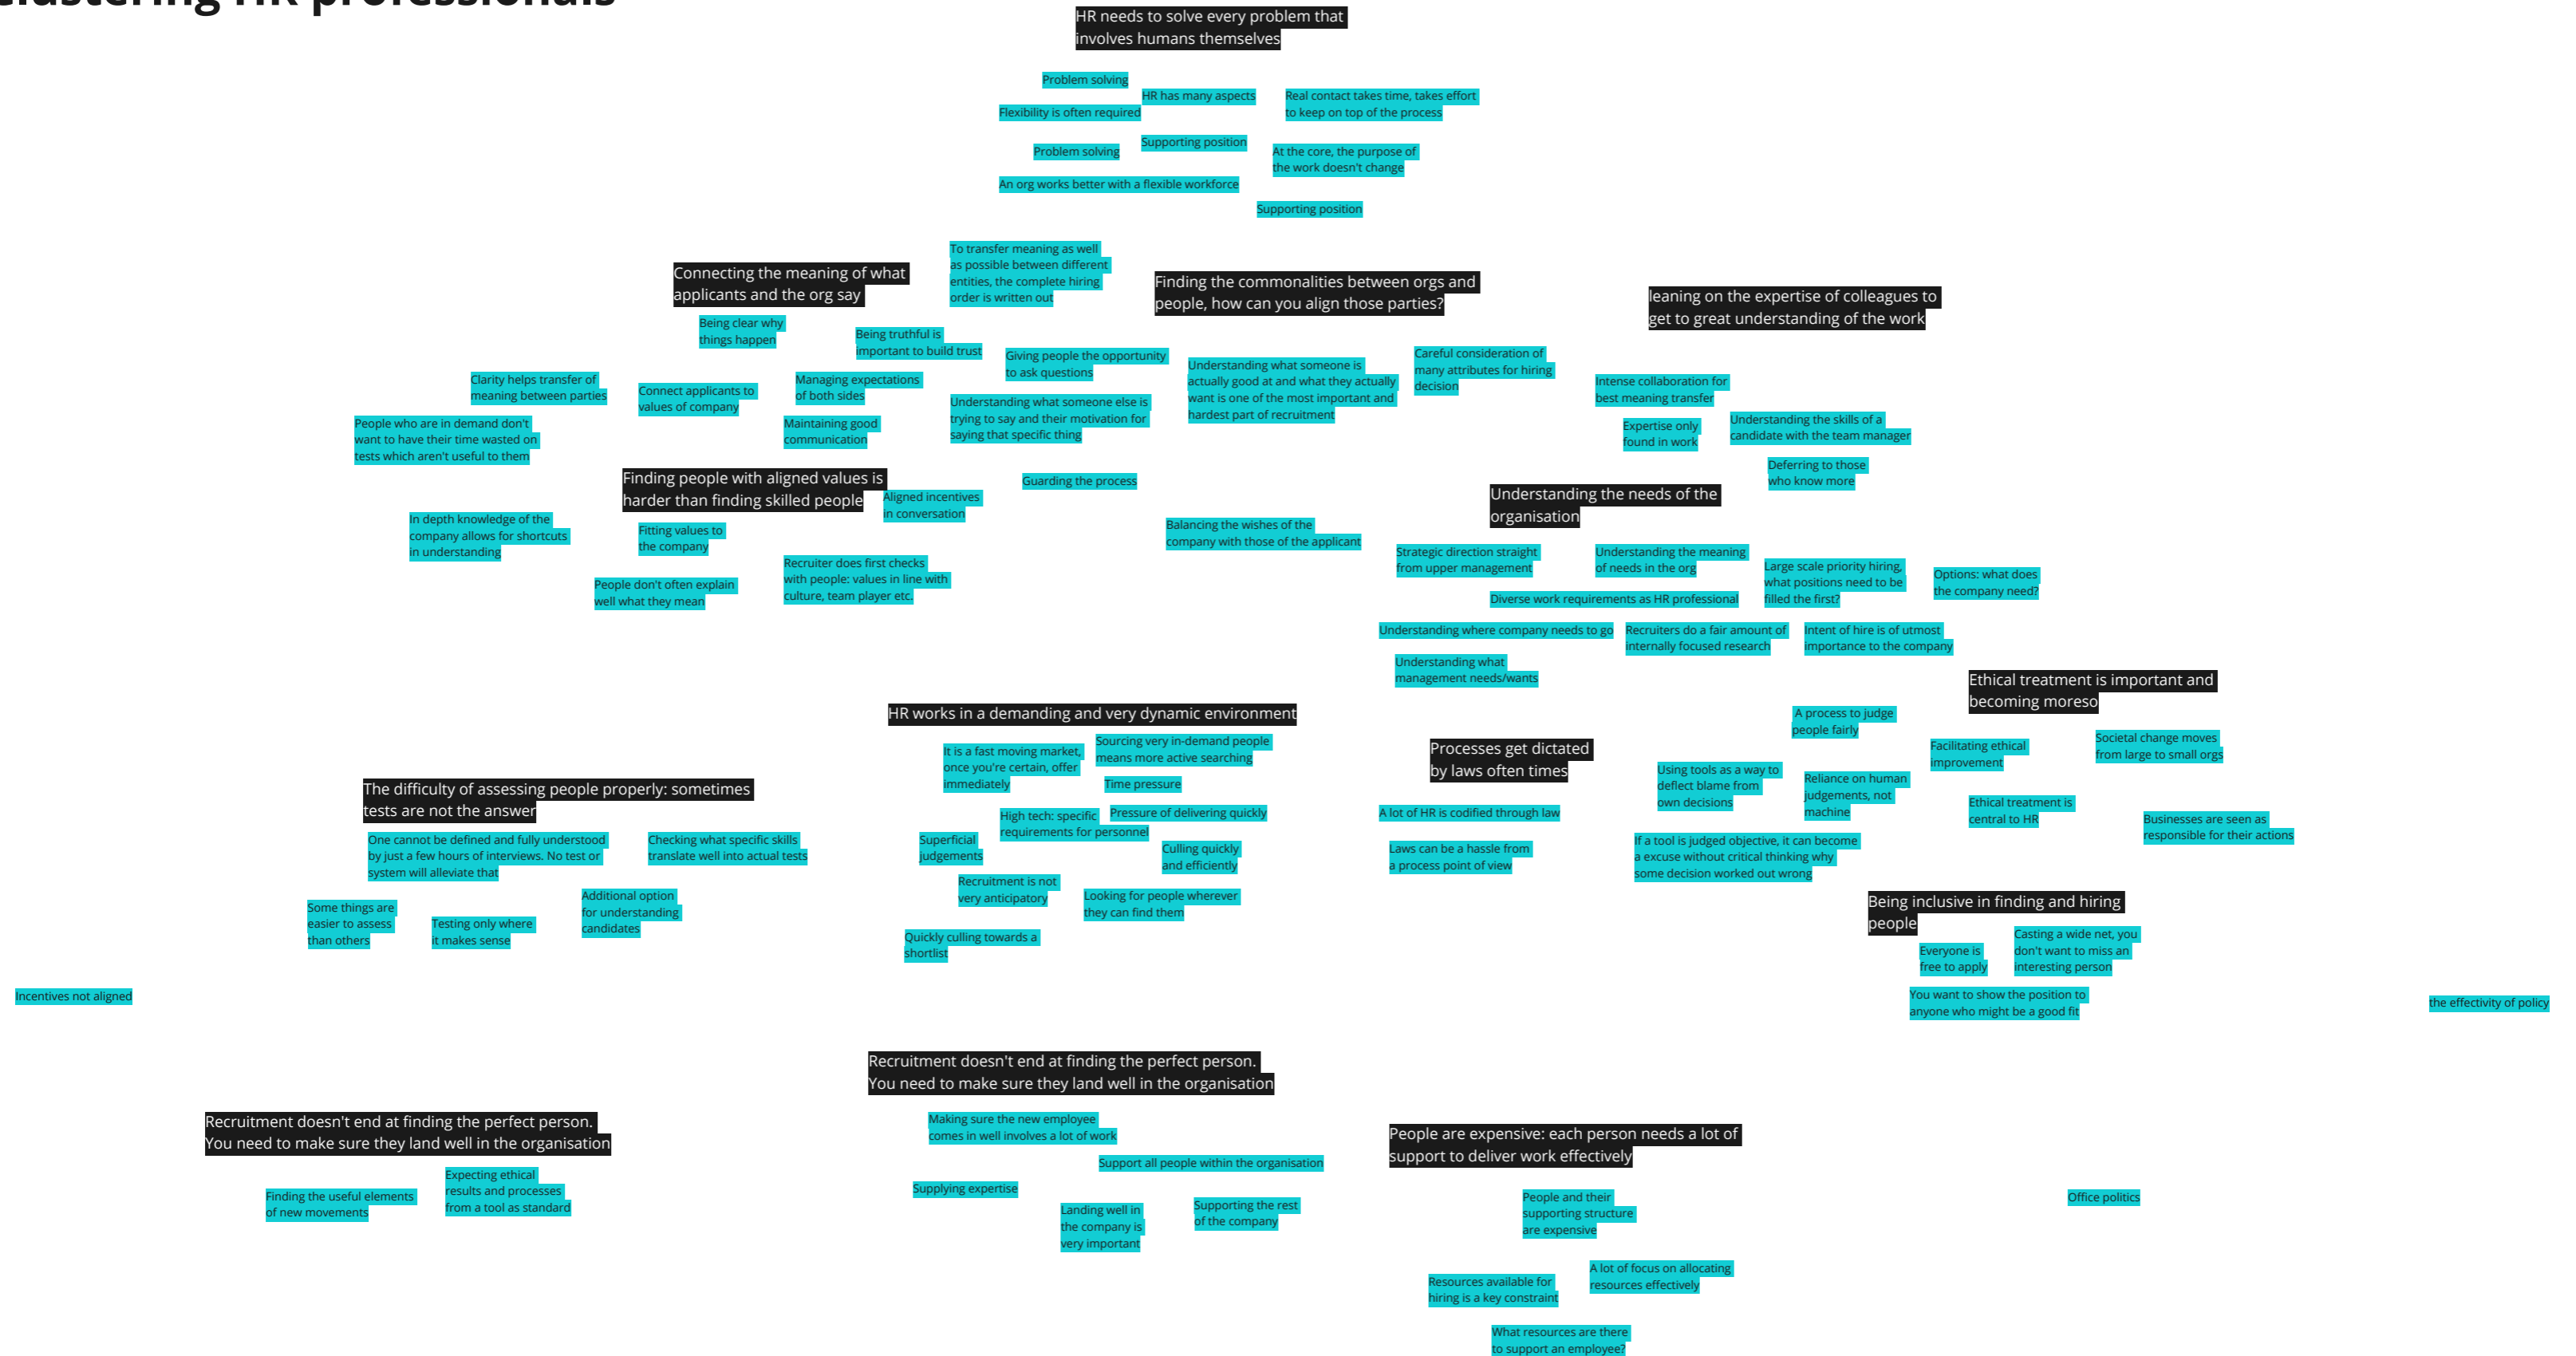 clustering HR professionals
HR needs to solve every problem that
involves humans themselves
Problem solving
HR has many aspects
Flexibility is often required
Real contact takes time, takes effort
to keep on top of the process
Problem solving
Supporting position
At the core, the purpose of
the work doesn't change
An org works better with a flexible workforce
Supporting position
Connecting the meaning of what
applicants and the org say
To transfer meaning as well
as possible between different
entities, the complete hiring
order is written out
Being clear why
things happen
Being truthful is
important to build trust
Clarity helps transfer of
meaning between parties
Connect applicants to
values of company
Managing expectations
of both sides
Giving people the opportunity
to ask questions
People who are in demand don't
want to have their time wasted on
tests which aren't useful to them
Maintaining good
communication
Understanding what someone else is
trying to say and their motivation for
saying that specific thing
Finding the commonalities between orgs and
people, how can you align those parties?
Understanding what someone is
actually good at and what they actually
want is one of the most important and
hardest part of recruitment
Careful consideration of
many attributes for hiring
decision
Guarding the process
Balancing the wishes of the
company with those of the applicant
leaning on the expertise of colleagues to
get to great understanding of the work
Intense collaboration for
best meaning transfer
Expertise only
found in work
Understanding the skills of a
candidate with the team manager
Deferring to those
who know more
Finding people with aligned values is
harder than finding skilled people
Aligned incentives
in conversation
In depth knowledge of the
company allows for shortcuts
in understanding
Fitting values to
the company
People don't often explain
well what they mean
Recruiter does first checks
with people: values in line with
culture, team player etc.
Understanding the needs of the
organisation
Strategic direction straight
from upper management
Understanding the meaning
of needs in the org
Large scale priority hiring,
what positions need to be
filled the first?
Options: what does
the company need?
Diverse work requirements as HR professional
Understanding where company needs to go
Recruiters do a fair amount of
internally focused research
Intent of hire is of utmost
importance to the company
Understanding what
management needs/wants
HR works in a demanding and very dynamic environment
It is a fast moving market,
once you're certain, offer
immediately
Sourcing very in-demand people
means more active searching
Time pressure
High tech: specific
requirements for personnel
Pressure of delivering quickly
Superficial
judgements
Culling quickly
and efficiently
Recruitment is not
very anticipatory
Looking for people wherever
they can find them
Quickly culling towards a
shortlist
Processes get dictated
by laws often times
A lot of HR is codified through law
Laws can be a hassle from
a process point of view
Ethical treatment is important and
becoming moreso
A process to judge
people fairly
Facilitating ethical
improvement
Societal change moves
from large to small orgs
Using tools as a way to
deflect blame from
own decisions
Reliance on human
judgements, not
machine
Ethical treatment is
central to HR
Businesses are seen as
responsible for their actions
If a tool is judged objective, it can become
a excuse without critical thinking why
some decision worked out wrong
The difficulty of assessing people properly: sometimes
tests are not the answer
One cannot be defined and fully understood
by just a few hours of interviews. No test or
system will alleviate that
Checking what specific skills
translate well into actual tests
Some things are
easier to assess
than others
Testing only where
it makes sense
Additional option
for understanding
candidates
Being inclusive in finding and hiring
people
Everyone is
free to apply
Casting a wide net, you
don't want to miss an
interesting person
You want to show the position to
anyone who might be a good fit
Incentives not aligned
the effectivity of policy
Recruitment doesn't end at finding the perfect person.
You need to make sure they land well in the organisation
Finding the useful elements
of new movements
Expecting ethical
results and processes
from a tool as standard
Recruitment doesn't end at finding the perfect person.
You need to make sure they land well in the organisation
Making sure the new employee
comes in well involves a lot of work
Support all people within the organisation
Supplying expertise
Landing well in
the company is
very important
Supporting the rest
of the company
People are expensive: each person needs a lot of
support to deliver work effectively
People and their
supporting structure
are expensive
A lot of focus on allocating
resources effectively
Resources available for
hiring is a key constraint
What resources are there
to support an employee?
Office politics